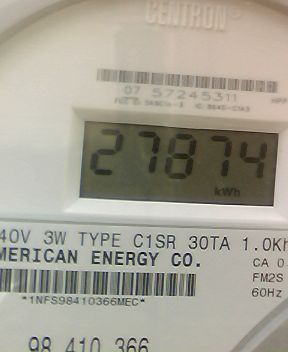 CENTRON®
07 57245311
27874
kWh
40V 3W TYPE C1SR 30TA 1.0Kh
MERICAN ENERGY CO.
CA 0
FM2S
60Hz
*1NFS98410366MEC*
98 410 366